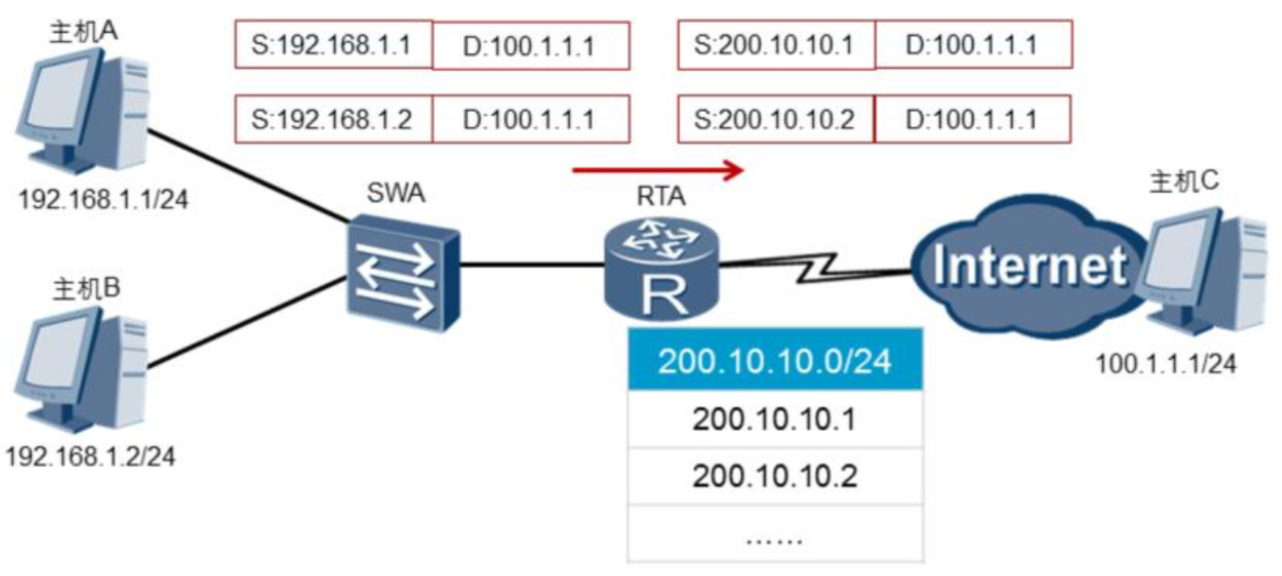 主机A
S:192.168.1.1 D:100.1.1.1 S:200.10.10.1 D:100.1.1.1
S:192.168.1.2 D:100.1.1.1 S:200.10.10.2 D:100.1.1.1
192.168.1.1/24
SWA
RTA
主机C
主机B
R
Internet
192.168.1.2/24
100.1.1.1/24
200.10.10.0/24
200.10.10.1
200.10.10.2
……